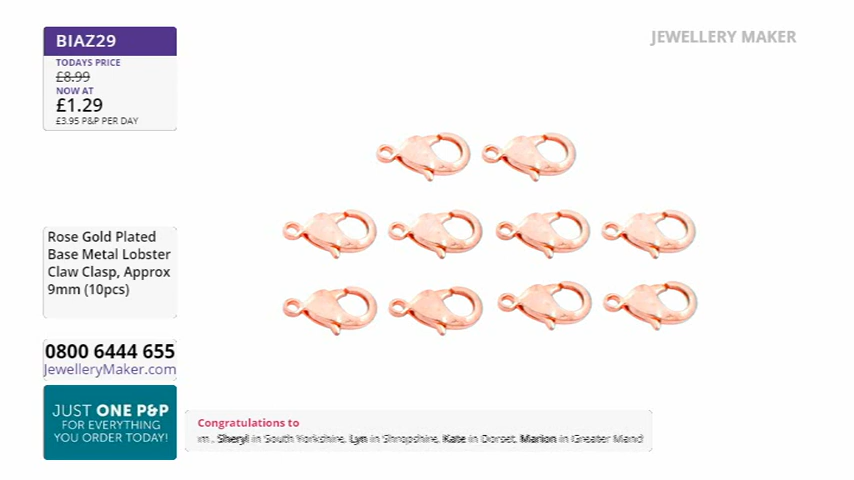 BIAZ29
TODAYS PRICE
£8.99
NOW AT
£1.29
£3.95 P&P PER DAY
JEWELLERY MAKER
Rose Gold Plated
Base Metal Lobster
Claw Clasp, Approx
9mm (10pcs)
0800 6444 655
JewelleryMaker.com
JUST ONE P&P
FOR EVERYTHING
YOU ORDER TODAY!
Congratulations to
Sheryl in South Yorkshire, Lyn in Shropshire, Kate in Dorset, Marion in Greater